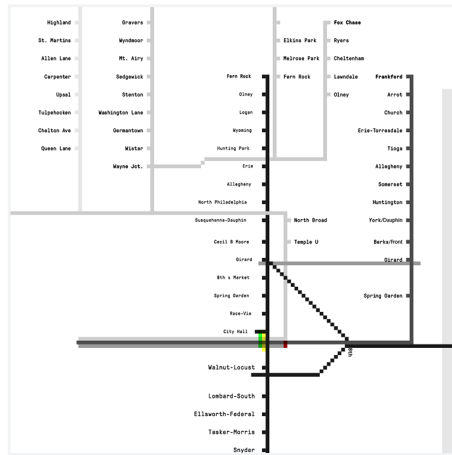 Highland
St. Martins
Allen Lane
Carpenter
Upsal
Tulpehocken
Chelton Ave
Queen Lane
Gravers
Wyndmoor
Mt. Airy
Sedgwick
Stenton
Washington Lane
Germantown
Wister
Wayne Jct.
Fern Rock
Olney
Logan
Wyoming
Hunting Park
Erie
Allegheny
North Philadelphia
Susquehanna-Dauphin
Cecil B Moore
Girard
8th & Market
Spring Garden
Race-Vie
City Hall
Walnut-Locust
Lombard-South
Ellsworth-Federal
Tasker-Morris
Snyder
Elkins Park
Melrose Park
Fern Rock
North Broad
Temple U
Fox Chase
Ryers
Cheltenham
Lawndale
Olney
Frankford
Arrot
Church
Erie-Torresdale
Tioga
Allegheny
Somerset
Huntington
York/Dauphin
Berks/Front
Girard
Spring Garden